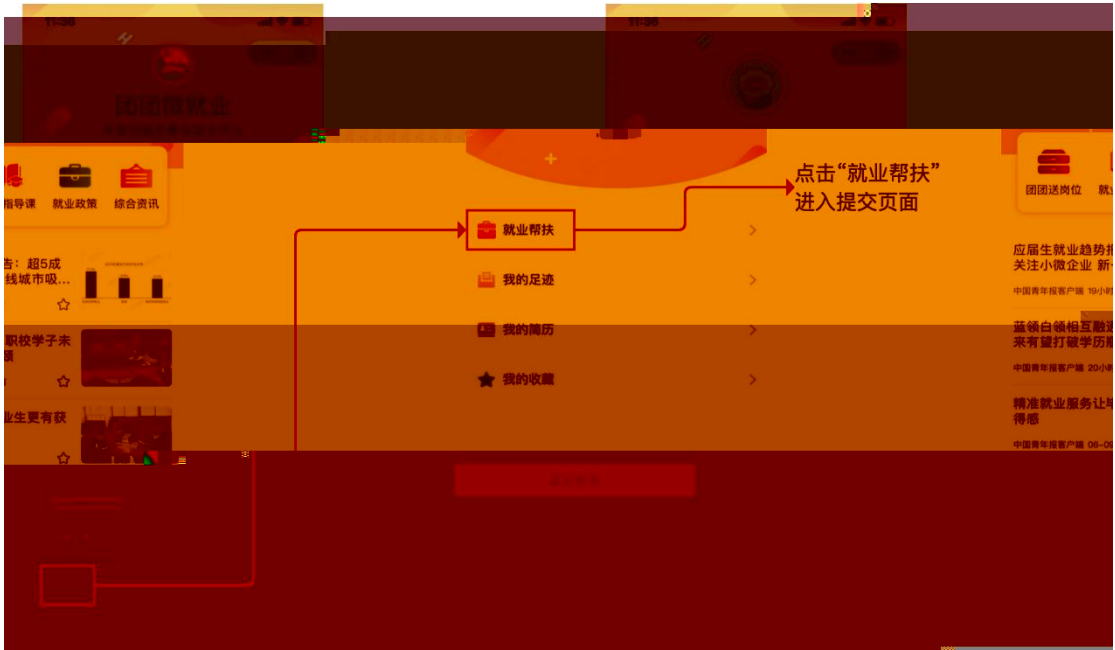 11:56
11:56
团团微就业
点击“就业帮扶”
进入提交页面
指导课
就业政策
综合资讯
团团送岗位
就业帮扶
我的足迹
我的简历
我的收藏
告：超5成
线城市吸...
职校学子未
业生更有获
应届生就业趋势报
关注小微企业 新
中国青年报客户端 19小时
蓝领白领相互融通
来有望打破学历
中国青年报客户端 20小时
精准就业服务让毕
得感
中国青年报客户端 06-09